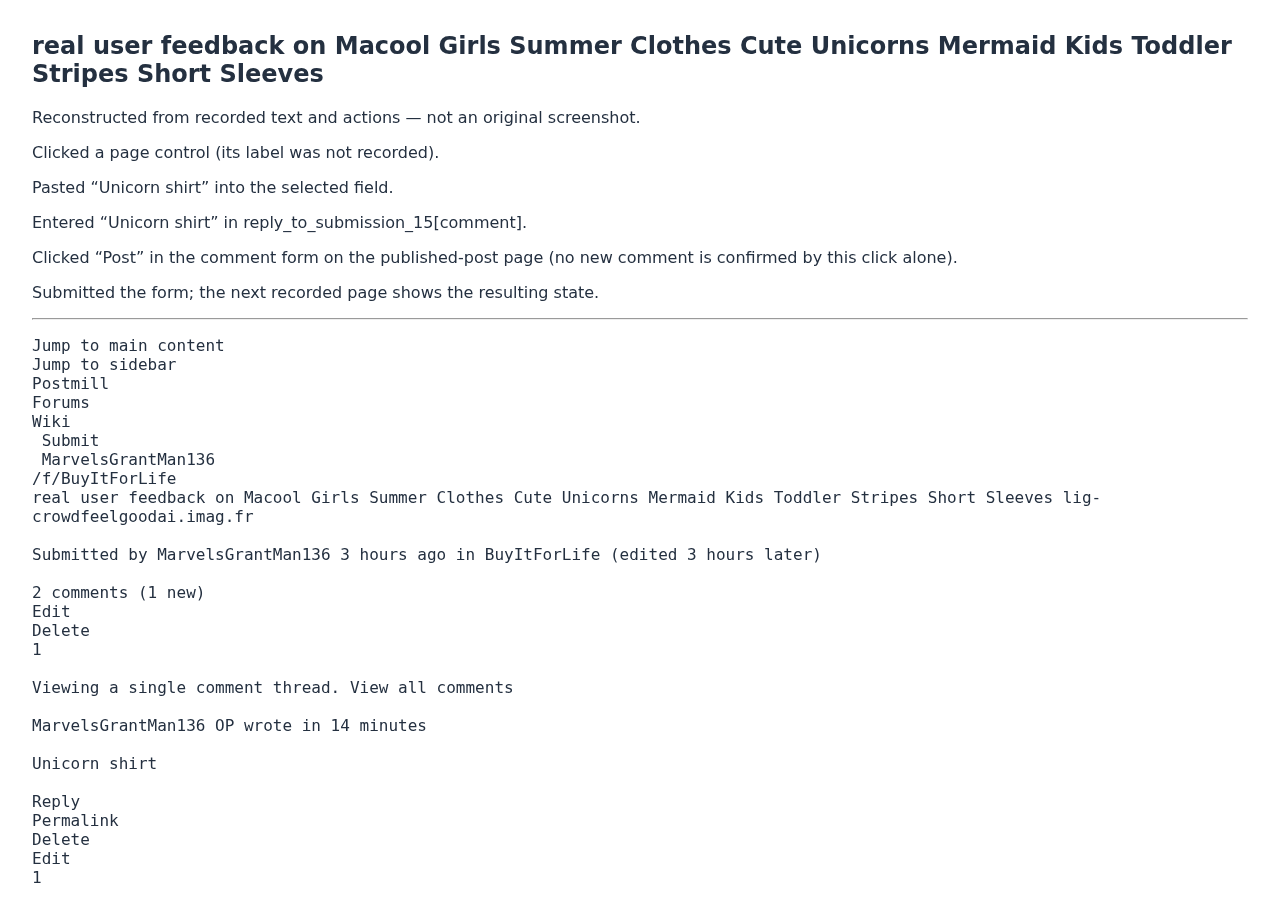 real user feedback on Macool Girls Summer Clothes Cute Unicorns Mermaid Kids Toddler
Stripes Short Sleeves
Reconstructed from recorded text and actions — not an original screenshot.
Clicked a page control (its label was not recorded).
Pasted “Unicorn shirt” into the selected field.
Entered “Unicorn shirt” in reply_to_submission_15[comment].
Clicked “Post” in the comment form on the published-post page (no new comment is confirmed by this click alone).
Submitted the form; the next recorded page shows the resulting state.
Jump to main content
Jump to sidebar
Postmill
Forums
Wiki
Submit
MarvelsGrantMan136
/f/BuyItForLife
real user feedback on Macool Girls Summer Clothes Cute Unicorns Mermaid Kids Toddler Stripes Short Sleeves lig-
crowdfeelgoodai.imag.fr
Submitted by MarvelsGrantMan136 3 hours ago in BuyItForLife (edited 3 hours later)
2 comments (1 new)
Edit
Delete
1
Viewing a single comment thread. View all comments
MarvelsGrantMan136 OP wrote in 14 minutes
Unicorn shirt
Reply
Permalink
Delete
Edit
1